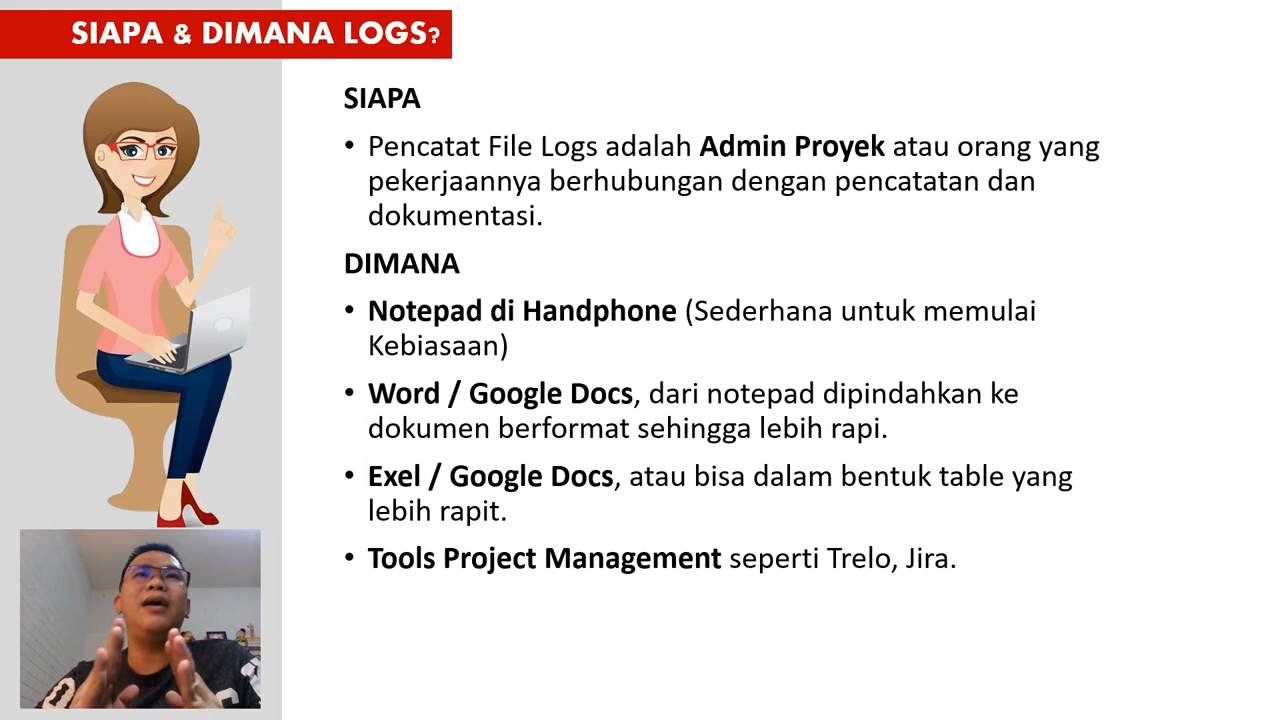 SIAPA & DIMANA LOGS?
SIAPA
• Pencatat File Logs adalah Admin Proyek atau orang yang
pekerjaannya berhubungan dengan pencatatan dan
dokumentasi.
DIMANA
• Notepad di Handphone (Sederhana untuk memulai
Kebiasaan)
• Word / Google Docs, dari notepad dipindahkan ke
dokumen berformat sehingga lebih rapi.
• Exel / Google Docs, atau bisa dalam bentuk table yang
lebih rapit.
• Tools Project Management seperti Trelo, Jira.